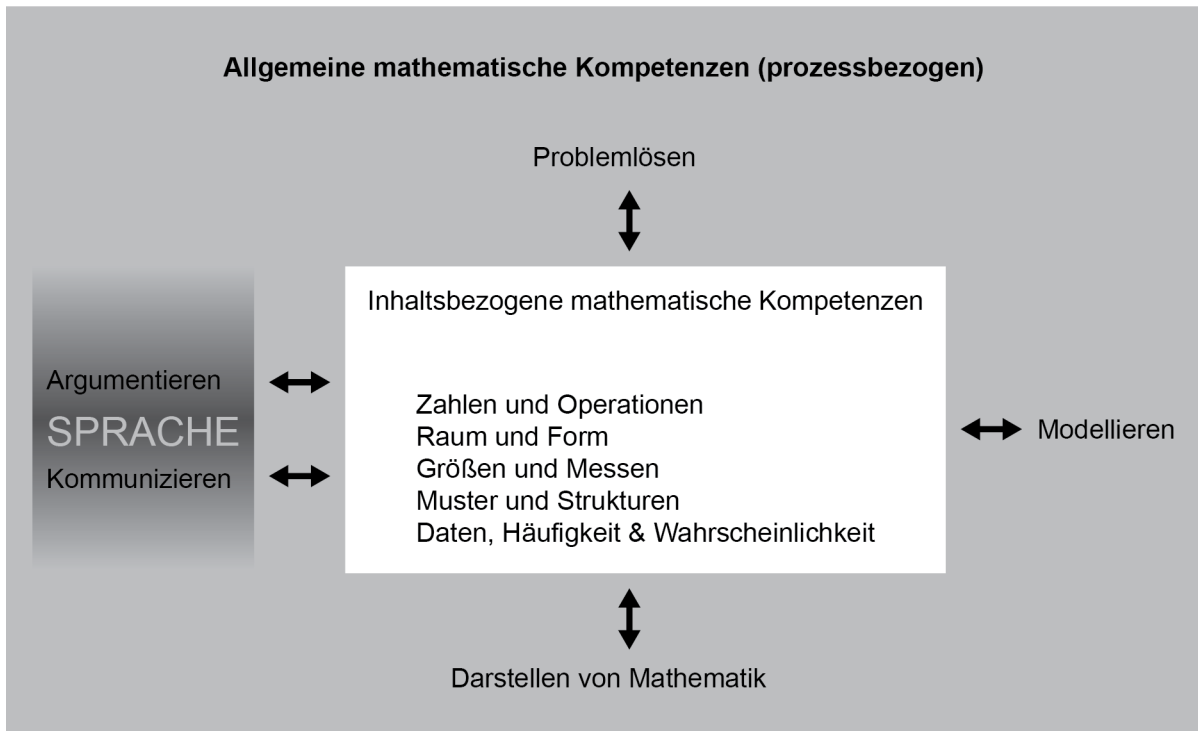 Allgemeine mathematische Kompetenzen (prozessbezogen)
Problemlösen
Argumentieren
SPRACHE
Kommunizieren
Inhaltsbezogene mathematische Kompetenzen
Zahlen und Operationen
Raum und Form
Größen und Messen
Muster und Strukturen
Daten, Häufigkeit & Wahrscheinlichkeit
Modellieren
Darstellen von Mathematik